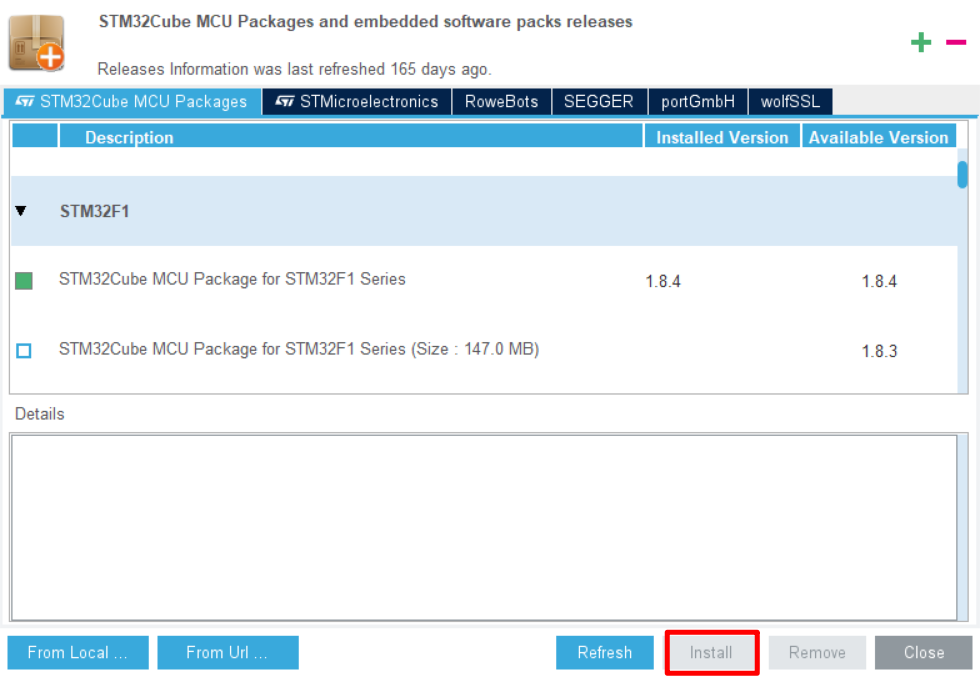 STM32Cube MCU Packages and embedded software packs releases
Releases Information was last refreshed 165 days ago.
STM32Cube MCU Packages STMicroelectronics RoweBots SEGGER portGmbH wolfSSL
Description Installed Version Available Version
STM32F1
STM32Cube MCU Package for STM32F1 Series 1.8.4 1.8.4
STM32Cube MCU Package for STM32F1 Series (Size : 147.0 MB) 1.8.3
Details
From Local ... From Url ... Refresh Install Remove Close